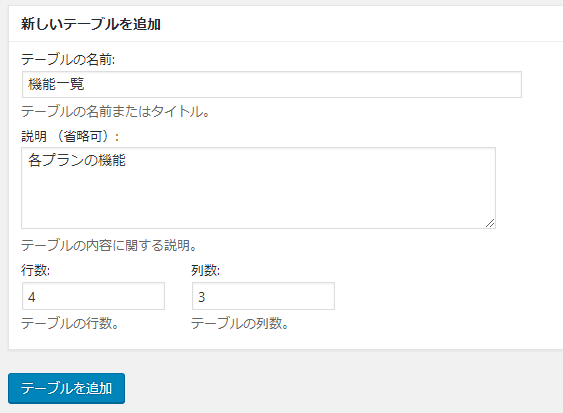 新しいテーブルを追加
テーブルの名前:
機能一覧
テーブルの名前またはタイトル。
説明 （省略可）:
各プランの機能
テーブルの内容に関する説明。
行数: 列数:
4 3
テーブルの行数。 テーブルの列数。
テーブルを追加